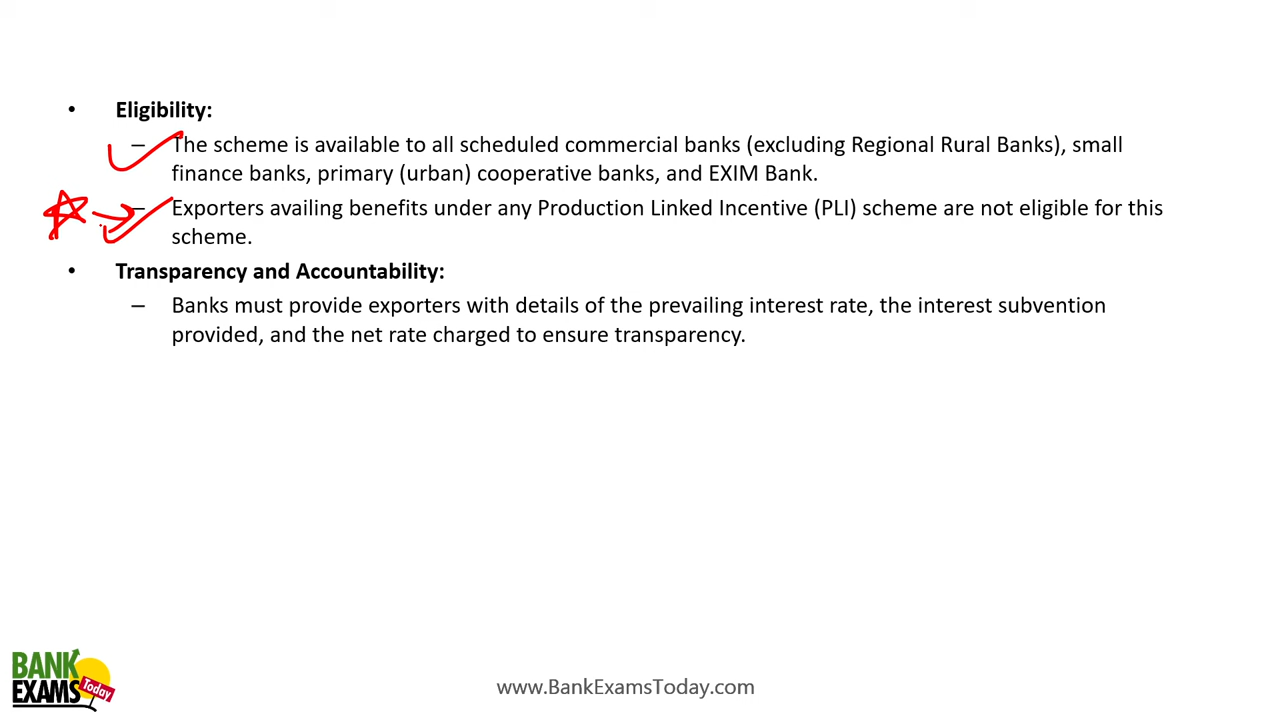 • Eligibility:
– The scheme is available to all scheduled commercial banks (excluding Regional Rural Banks), small
finance banks, primary (urban) cooperative banks, and EXIM Bank.
– Exporters availing benefits under any Production Linked Incentive (PLI) scheme are not eligible for this
scheme.
• Transparency and Accountability:
– Banks must provide exporters with details of the prevailing interest rate, the interest subvention
provided, and the net rate charged to ensure transparency.
BANK
EXAMS
Today
www.BankExamsToday.com